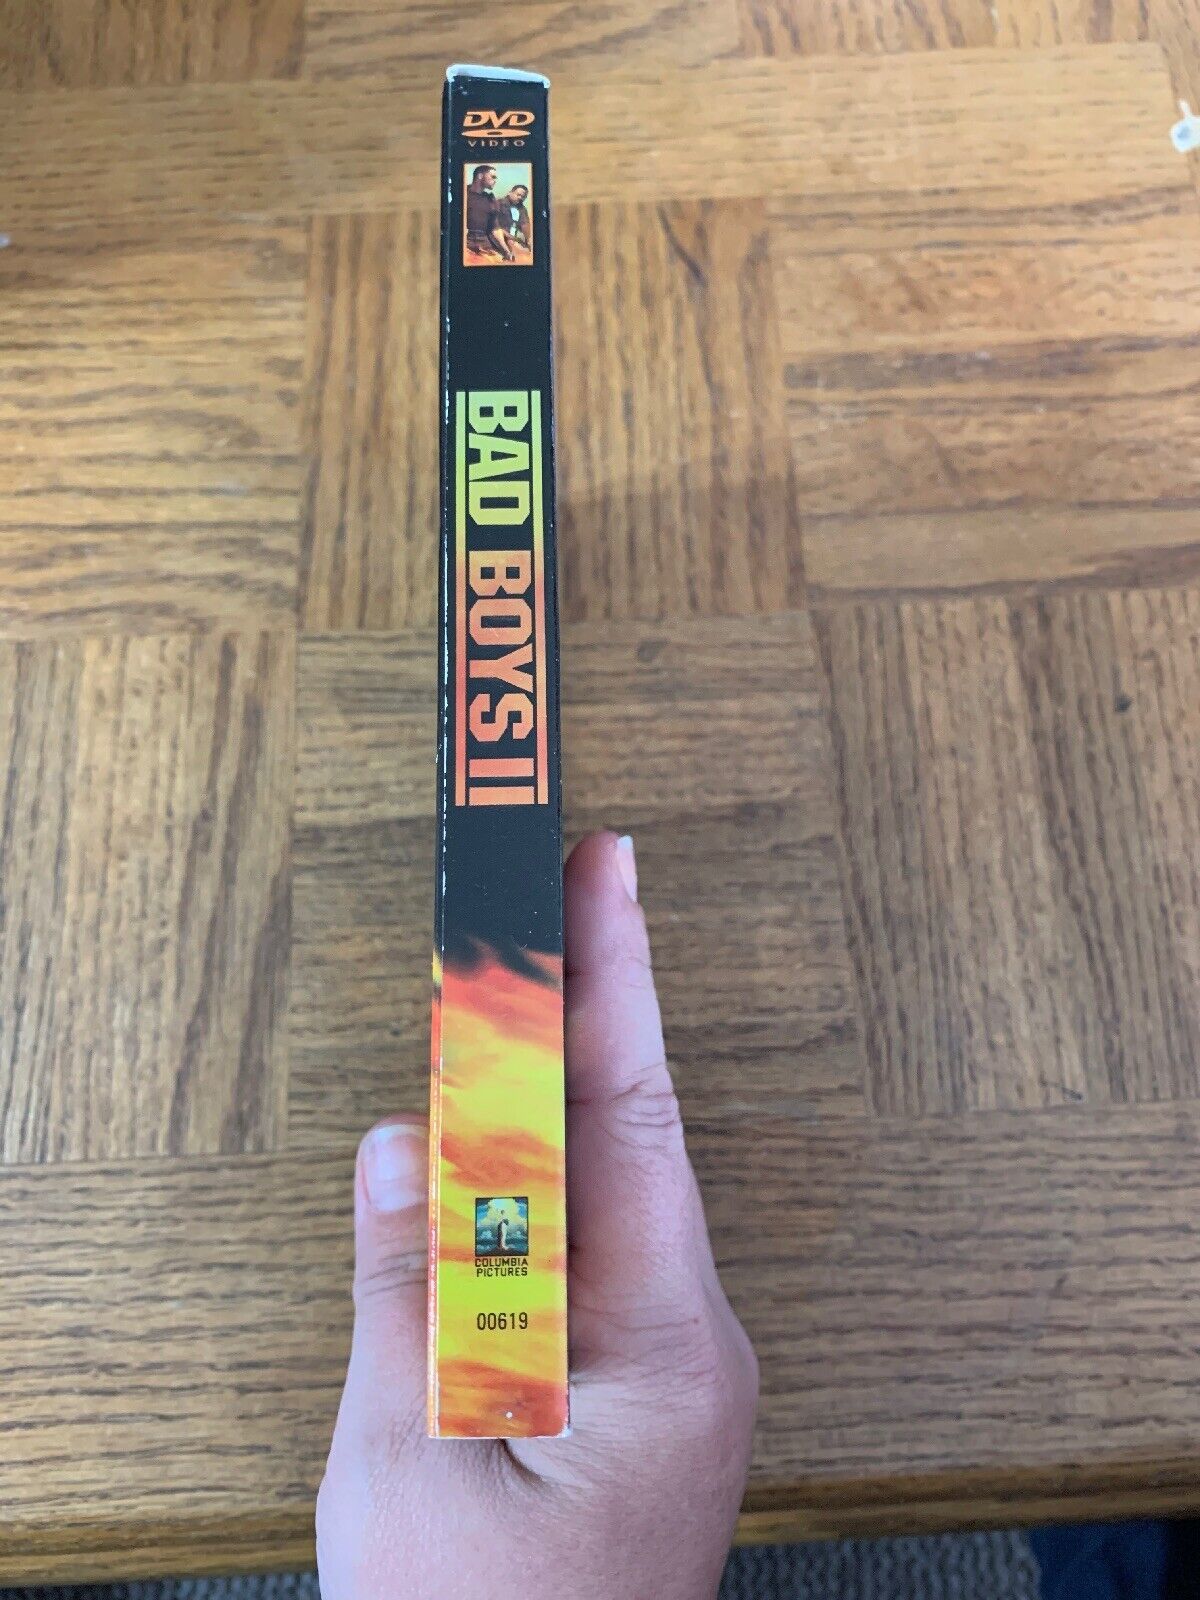 DVD
VIDEO
BAD BOYS II
COLUMBIA
PICTURES
00619